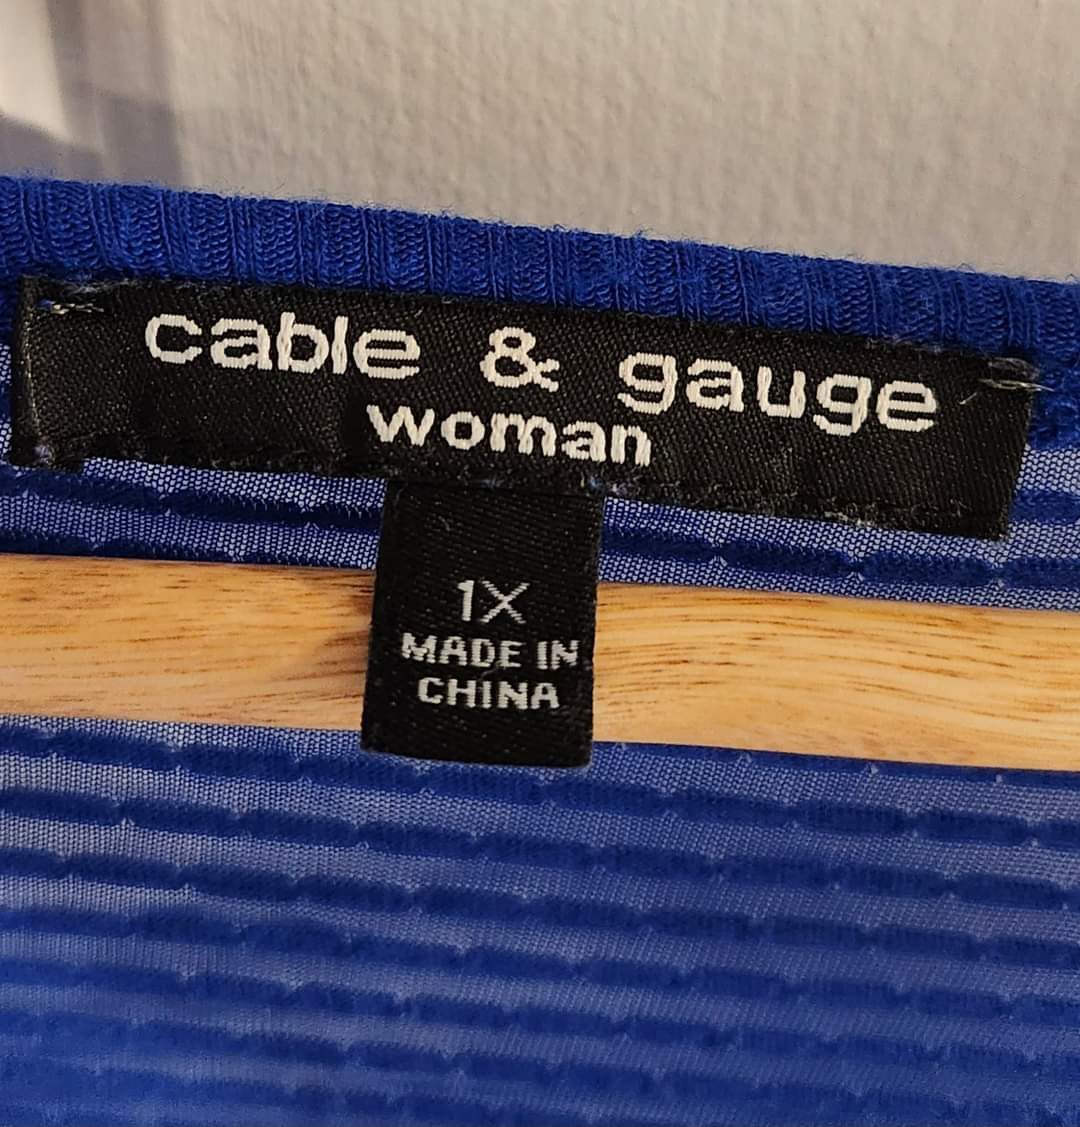 cable & gauge
woman
1X
MADE IN
CHINA